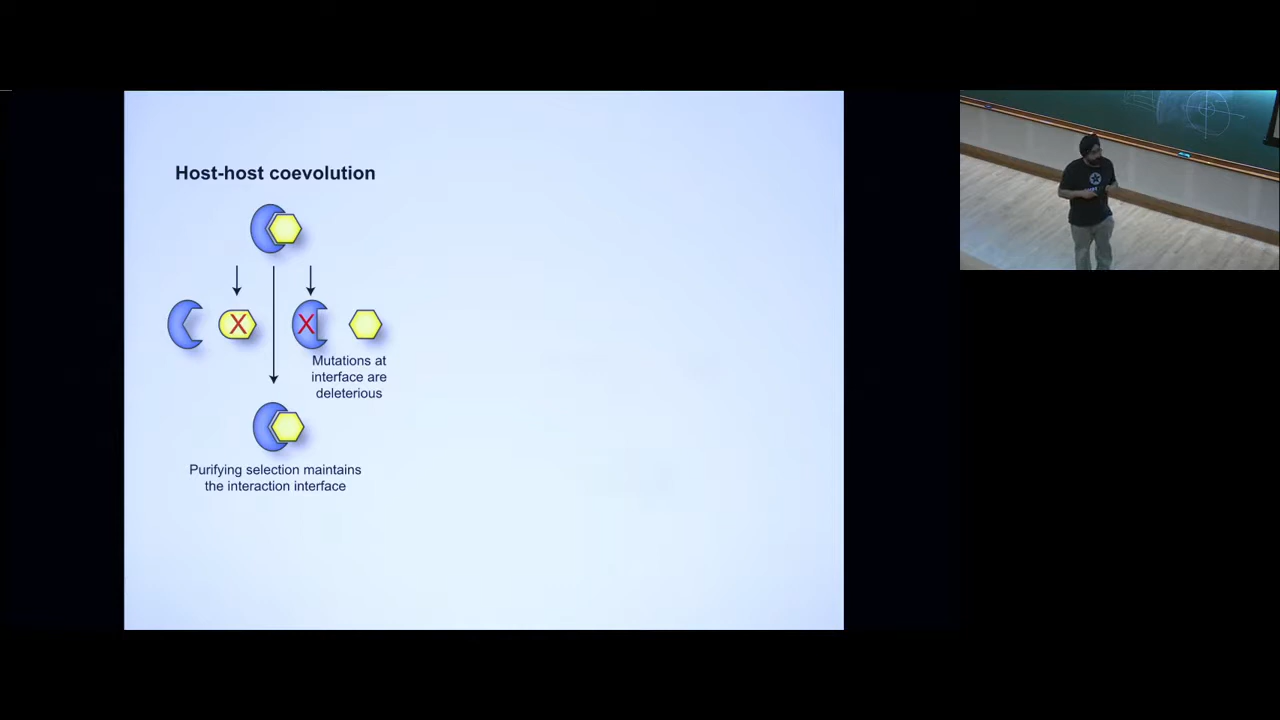 Host-host coevolution
X
X
Mutations at
interface are
deleterious
Purifying selection maintains
the interaction interface